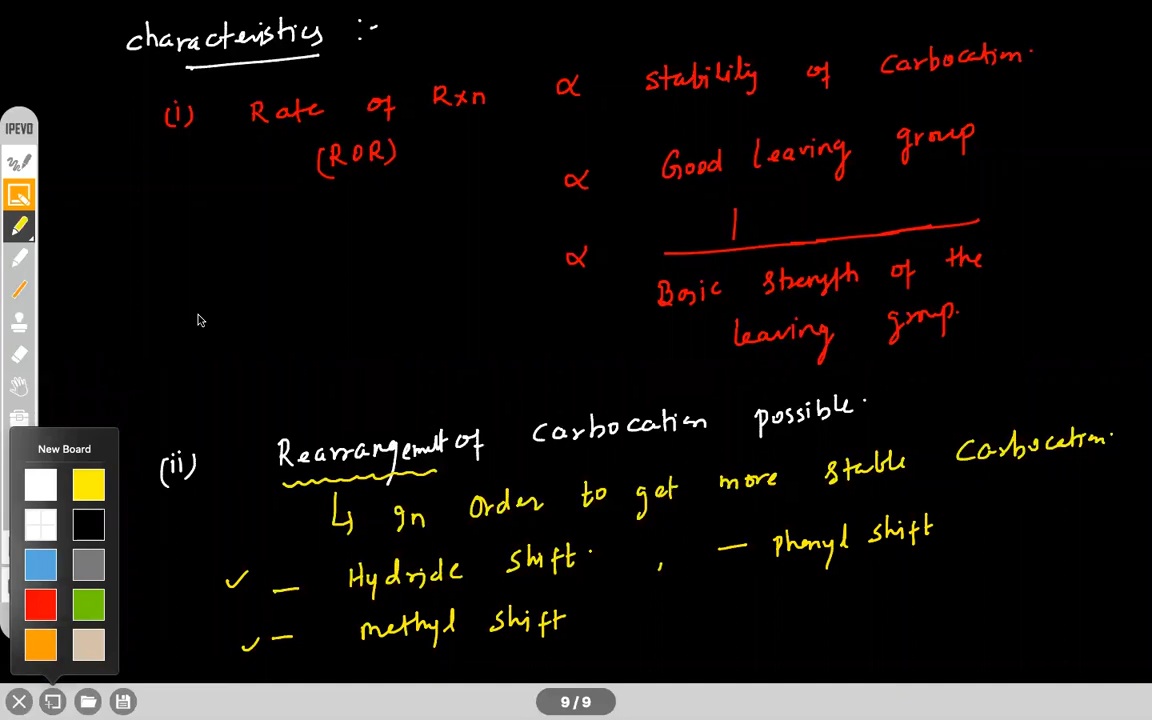 characteristics :-
(i) Rate of Rxn ∝ stability of carbocation.
(ROR)
∝ Good leaving group
∝ 1
Basic strength of the
leaving group.
(ii) Rearrangement of carbocation possible.
↳ In order to get more stable carbocation.
✓ — Hydride shift. , — phenyl shift
✓ — methyl shift
IPEVO
New Board
9/9